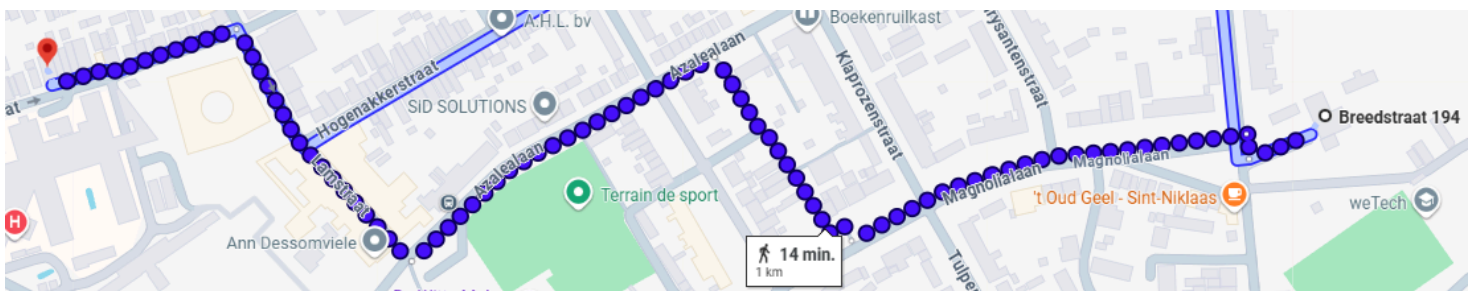 A.H.L. bv
Boekenruilkast
Azalealaan
Klaprozenstraat
Hogenakkerstraat
SID SOLUTIONS
Breedstraat 194
Lamstraat
Azalealaan
Terrain de sport
Magnolialaan
Magnolialaan
't Oud Geel - Sint-Niklaas
weTech
H
Ann Dessomviele
14 min.
1 km